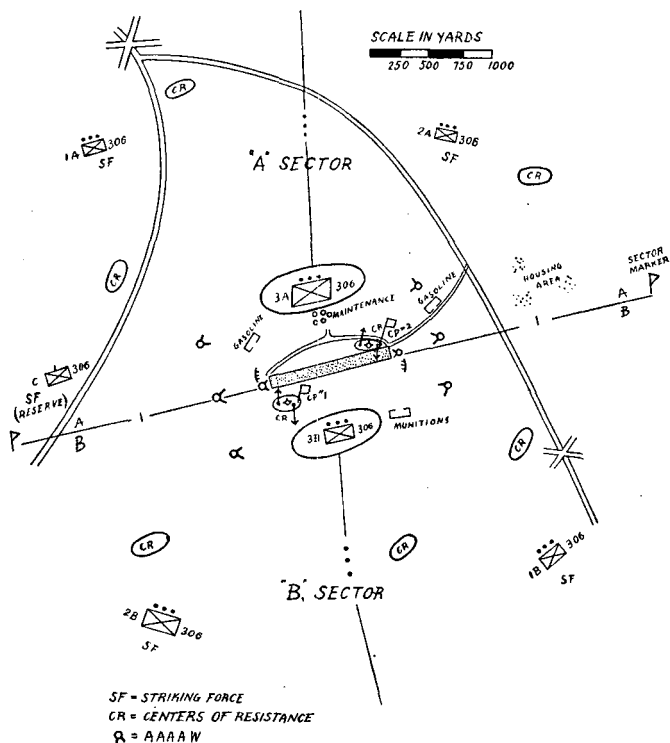 SCALE IN YARDS
250 500 750 1000
CR
1A 306
SF
2A 306
SF
"A" SECTOR
CR
CR
HOUSING AREA
SECTOR MARKER
3A 306
MAINTENANCE
GASOLINE
GASOLINE
CR
CP#2
A
B
C 306
SF
(RESERVE)
A
B
CP#1
CR
3B 306
MUNITIONS
CR
CR
CR
1B 306
SF
"B" SECTOR
2B 306
SF
SF = STRIKING FORCE
CR = CENTERS OF RESISTANCE
= AAAAW